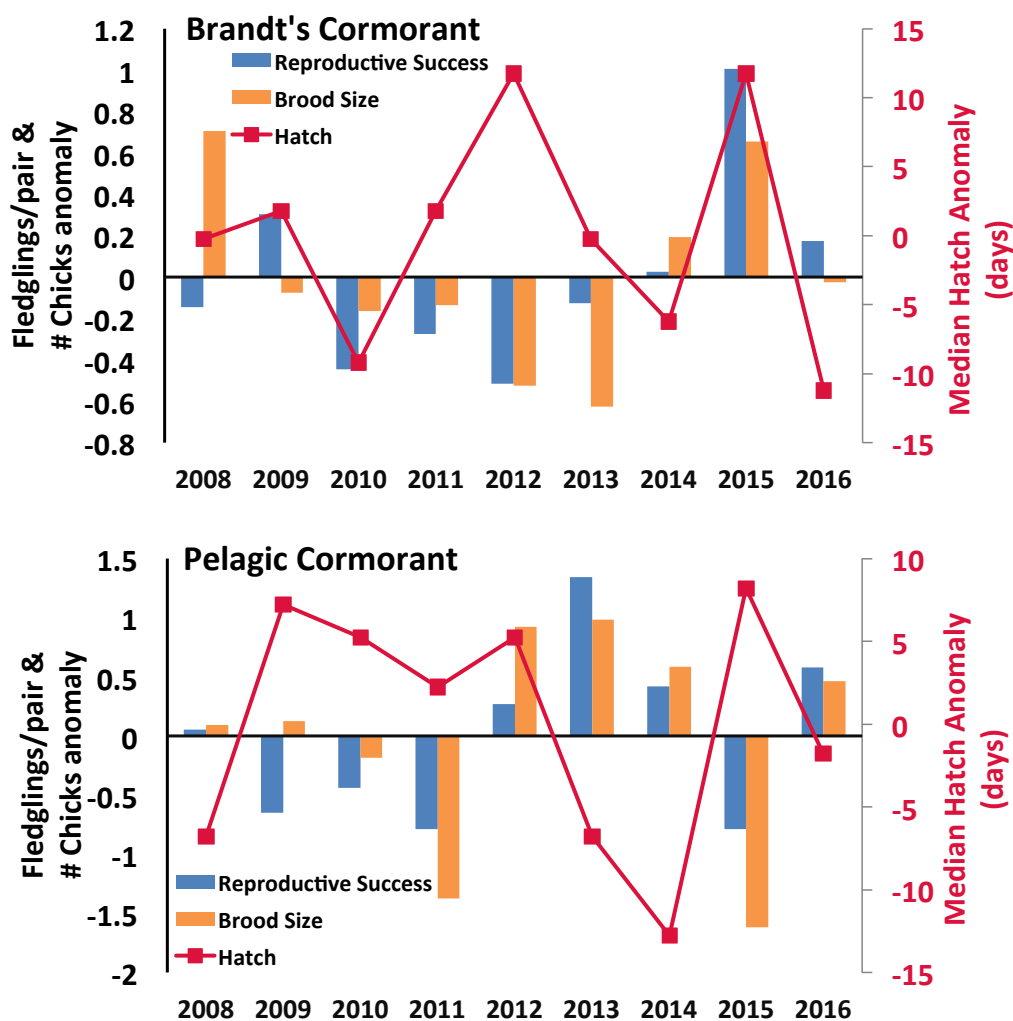 Brandt's Cormorant
Reproductive Success
Brood Size
Hatch
Fledglings/pair &
# Chicks anomaly
1.2
1
0.8
0.6
0.4
0.2
0
-0.2
-0.4
-0.6
-0.8
15
10
5
0
-5
-10
-15
Median Hatch Anomaly
(days)
2008 2009 2010 2011 2012 2013 2014 2015 2016
Pelagic Cormorant
Fledglings/pair &
# Chicks anomaly
1.5
1
0.5
0
-0.5
-1
-1.5
-2
Reproductive Success
Brood Size
Hatch
10
5
0
-5
-10
-15
Median Hatch Anomaly
(days)
2008 2009 2010 2011 2012 2013 2014 2015 2016